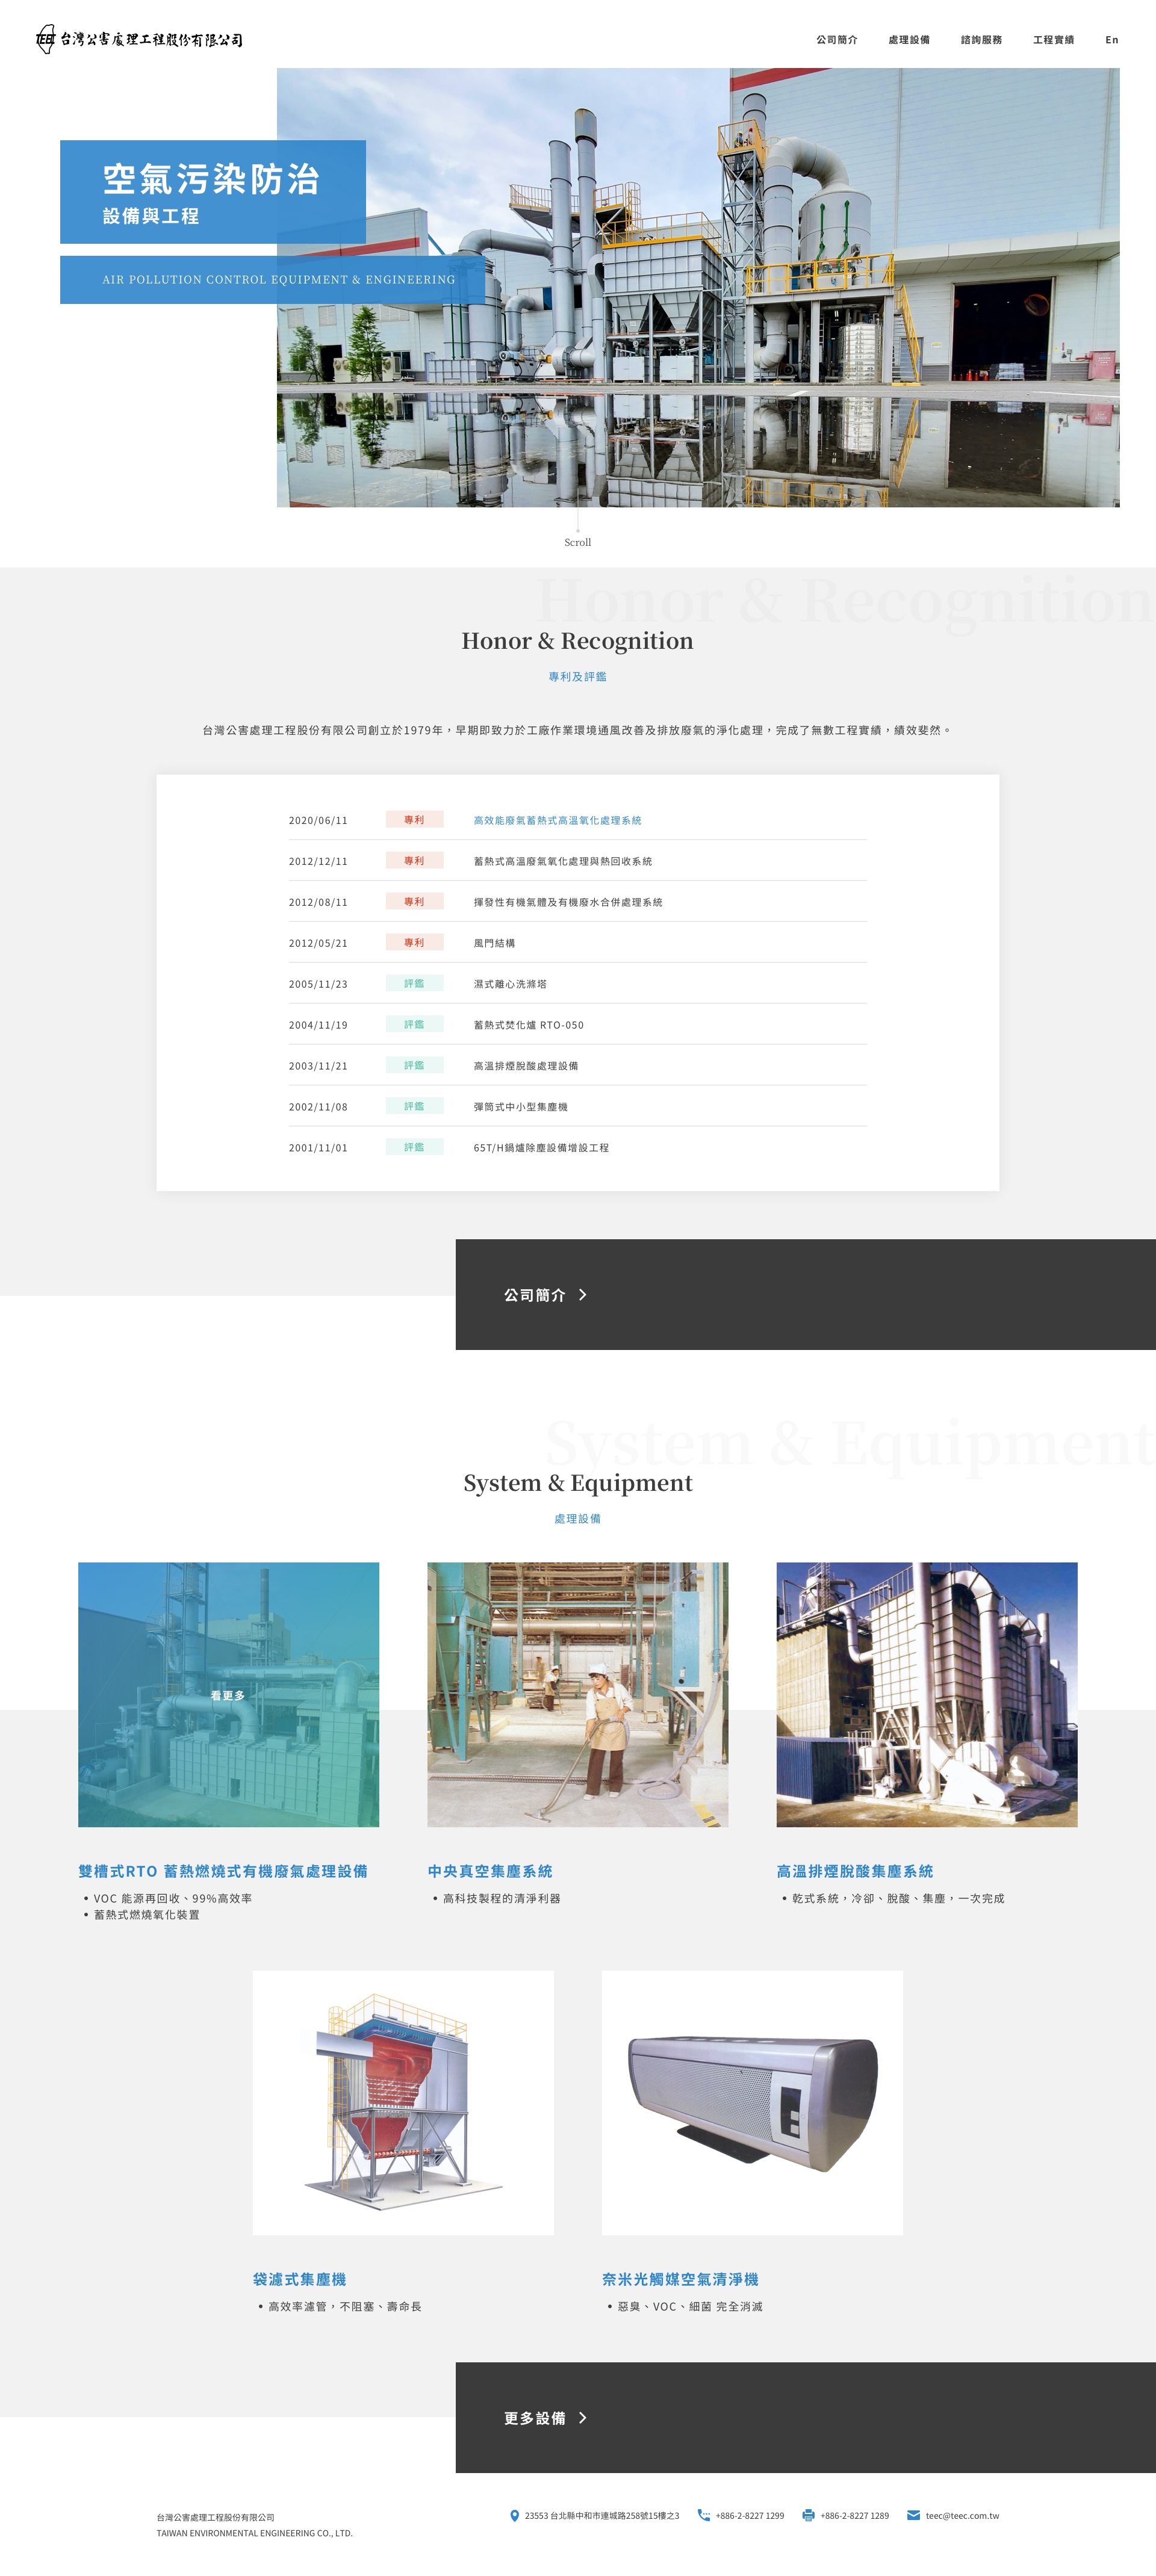 TEEC 台灣公害處理工程股份有限公司
公司簡介 處理設備 諮詢服務 工程實績 En
空氣污染防治
設備與工程
AIR POLLUTION CONTROL EQUIPMENT & ENGINEERING
Scroll
Honor & Recognition
Honor & Recognition
專利及評鑑
台灣公害處理工程股份有限公司創立於1979年，早期即致力於工廠作業環境通風改善及排放廢氣的淨化處理，完成了無數工程實績，績效斐然。
2020/06/11 專利 高效能廢氣蓄熱式高溫氧化處理系統
2012/12/11 專利 蓄熱式高溫廢氣氧化處理與熱回收系統
2012/08/11 專利 揮發性有機氣體及有機廢水合併處理系統
2012/05/21 專利 風門結構
2005/11/23 評鑑 濕式離心洗滌塔
2004/11/19 評鑑 蓄熱式焚化爐 RTO-050
2003/11/21 評鑑 高溫排煙脫酸處理設備
2002/11/08 評鑑 彈筒式中小型集塵機
2001/11/01 評鑑 65T/H鍋爐除塵設備增設工程
公司簡介
System & Equipment
System & Equipment
處理設備
看更多
雙槽式RTO 蓄熱燃燒式有機廢氣處理設備
• VOC 能源再回收、99%高效率
• 蓄熱式燃燒氧化裝置
中央真空集塵系統
• 高科技製程的清淨利器
高溫排煙脫酸集塵系統
• 乾式系統，冷卻、脫酸、集塵，一次完成
袋濾式集塵機
• 高效率濾管，不阻塞、壽命長
奈米光觸媒空氣清淨機
• 惡臭、VOC、細菌 完全消滅
更多設備
台灣公害處理工程股份有限公司
TAIWAN ENVIRONMENTAL ENGINEERING CO., LTD.
23553 台北縣中和市連城路258號15樓之3 +886-2-8227 1299 +886-2-8227 1289 teec@teec.com.tw